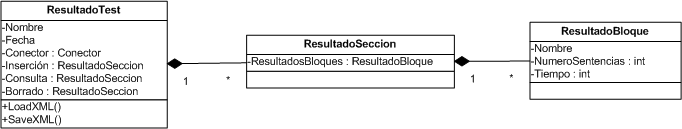 ResultadoTest
-Nombre
-Fecha
-Conector : Conector
-Inserción : ResultadoSeccion
-Consulta : ResultadoSeccion
-Borrado : ResultadoSeccion
+LoadXML()
+SaveXML()
1
*
ResultadoSeccion
-ResultadosBloques : ResultadoBloque
1
*
ResultadoBloque
-Nombre
-NumeroSentencias : int
-Tiempo : int